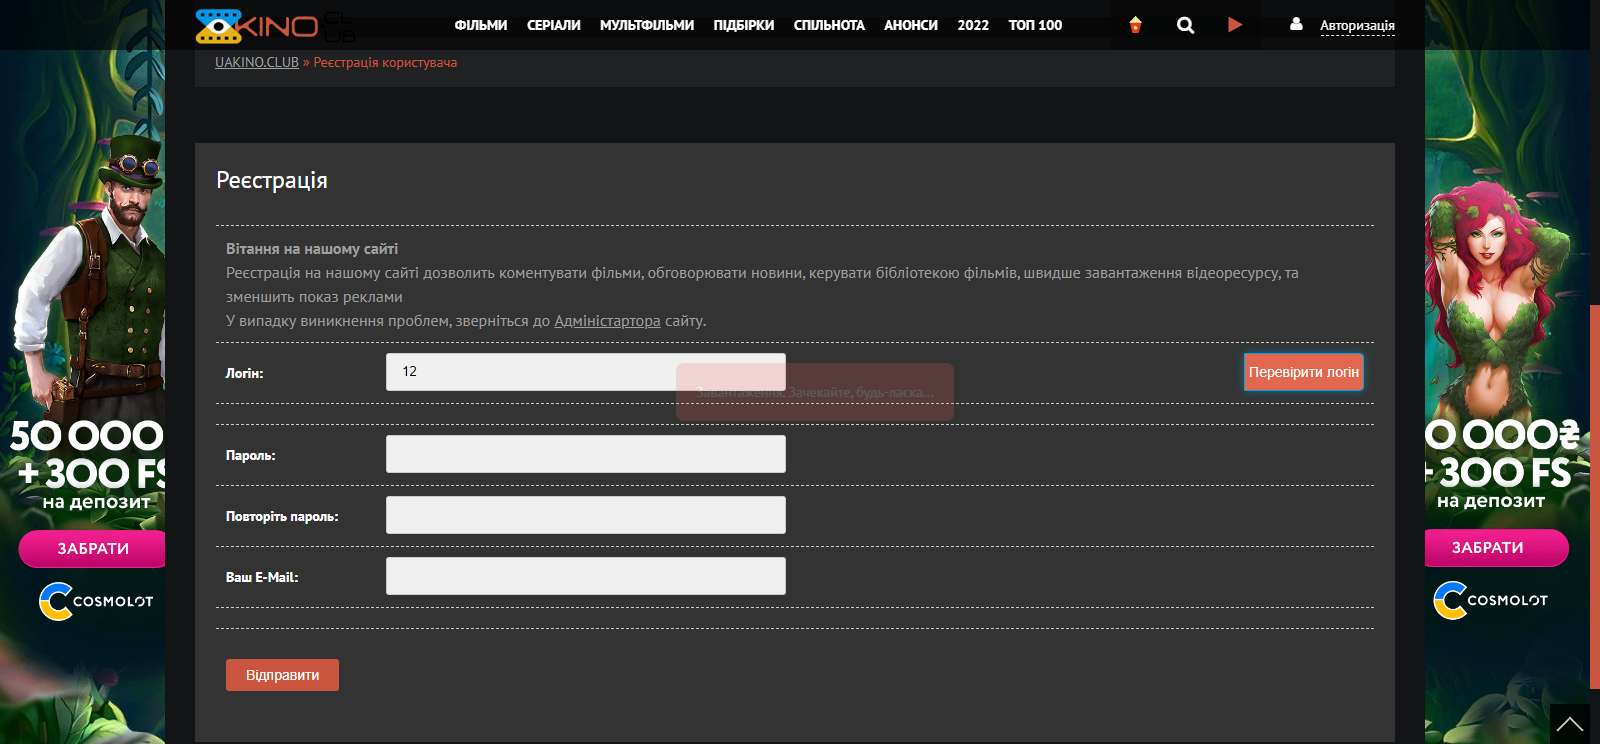 UAKINO CLUB
ФІЛЬМИ СЕРІАЛИ МУЛЬТФІЛЬМИ ПІДБІРКИ СПІЛЬНОТА АНОНСИ 2022 ТОП 100
Авторизація
UAKINO.CLUB » Реєстрація користувача
Реєстрація
Вітання на нашому сайті
Реєстрація на нашому сайті дозволить коментувати фільми, обговорювати новини, керувати бібліотекою фільмів, швидше завантаження відеоресурсу, та
зменшить показ реклами
У випадку виникнення проблем, зверніться до Адміністартора сайту.
Логін:
12
Перевірити логін
Завантаження. Зачекайте, будь-ласка...
Пароль:
Повторіть пароль:
Ваш E-Mail:
Відправити
50 000
+ 300 FS
на депозит
ЗАБРАТИ
COSMOLOT
0 000₴
+ 300 FS
на депозит
ЗАБРАТИ
COSMOLOT